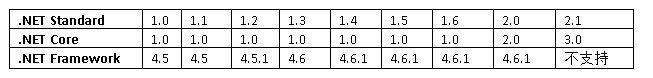 .NET Standard 1.0 1.1 1.2 1.3 1.4 1.5 1.6 2.0 2.1
.NET Core 1.0 1.0 1.0 1.0 1.0 1.0 1.0 2.0 3.0
.NET Framework 4.5 4.5 4.5.1 4.6 4.6.1 4.6.1 4.6.1 4.6.1 不支持